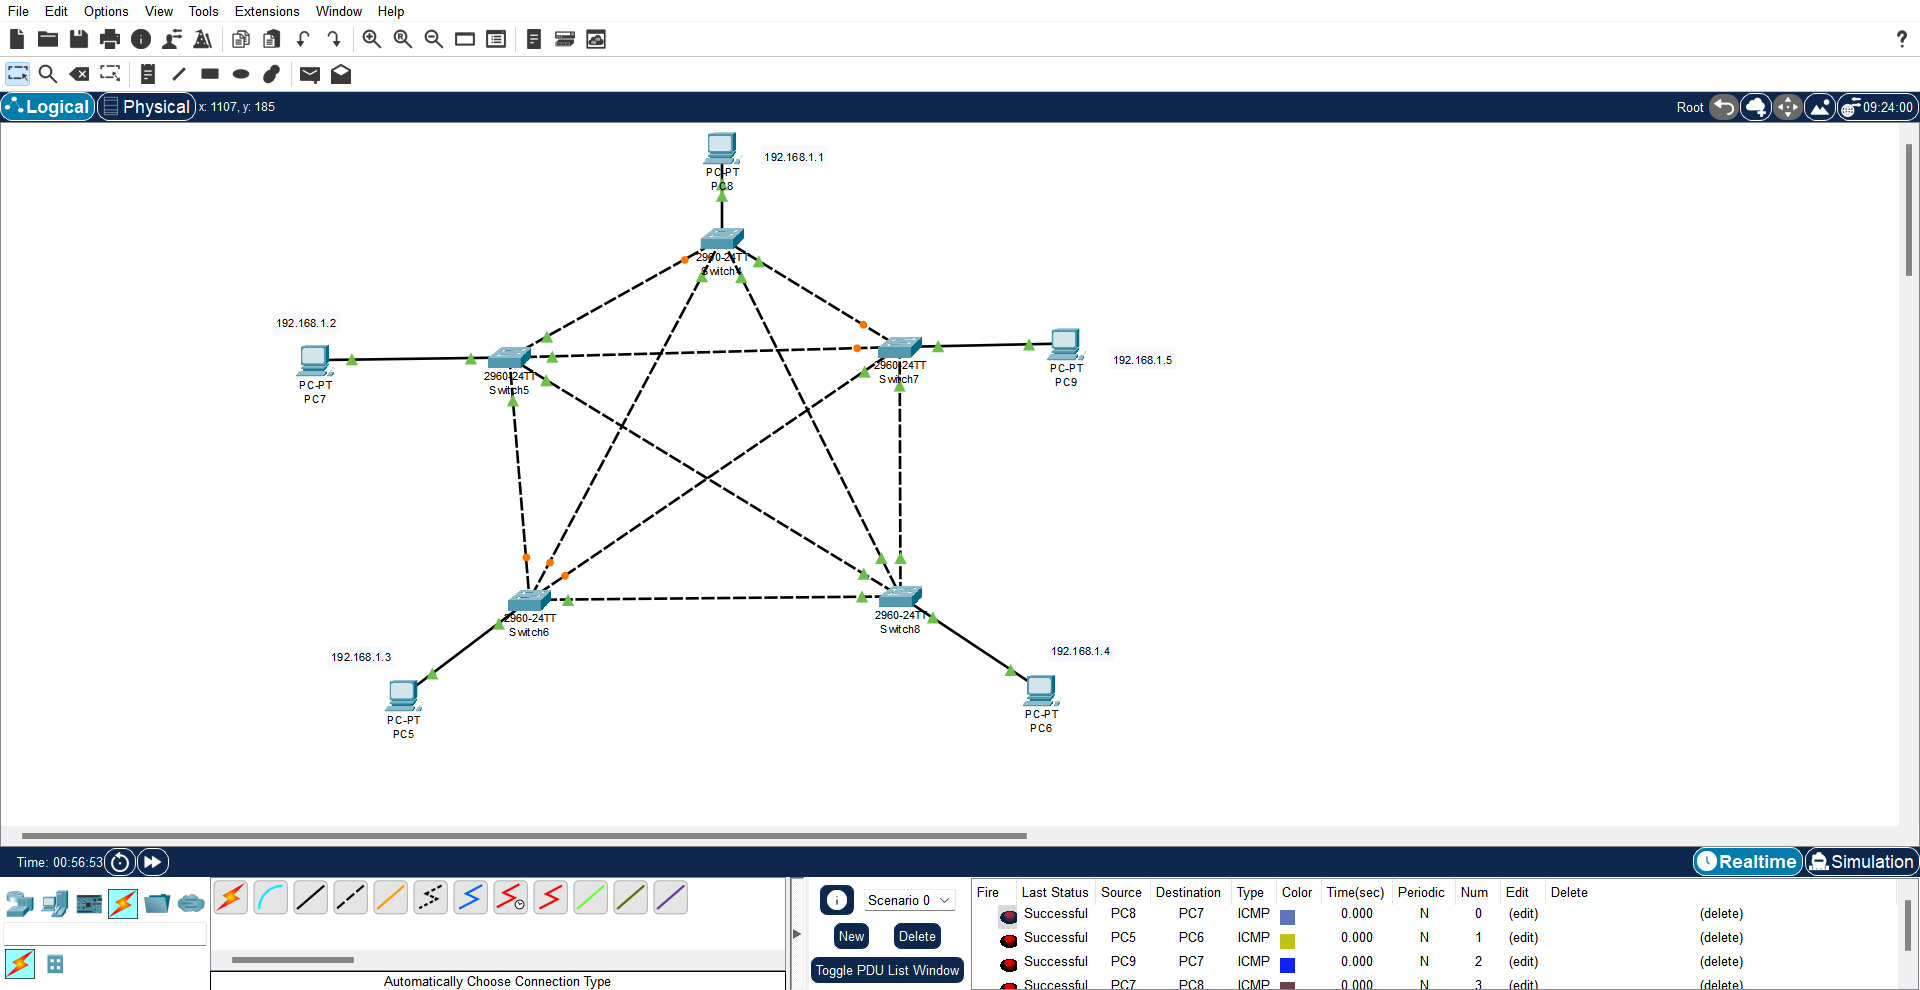 File Edit Options View Tools Extensions Window Help
?
Logical Physical x: 1107, y: 185 Root 09:24:00
192.168.1.1
PC-PT
PC8
2960-24TT
Switch4
192.168.1.2
PC-PT
PC7
2960-24TT
Switch5
2960-24TT
Switch7
PC-PT
PC9
192.168.1.5
2960-24TT
Switch6
2960-24TT
Switch8
192.168.1.3
192.168.1.4
PC-PT
PC5
PC-PT
PC6
Time: 00:56:53 Realtime Simulation
Scenario 0
New Delete
Toggle PDU List Window
Automatically Choose Connection Type
Fire Last Status Source Destination Type Color Time(sec) Periodic Num Edit Delete
Successful PC8 PC7 ICMP 0.000 N 0 (edit) (delete)
Successful PC5 PC6 ICMP 0.000 N 1 (edit) (delete)
Successful PC9 PC7 ICMP 0.000 N 2 (edit) (delete)
Successful PC7 PC8 ICMP 0.000 N 3 (edit) (delete)